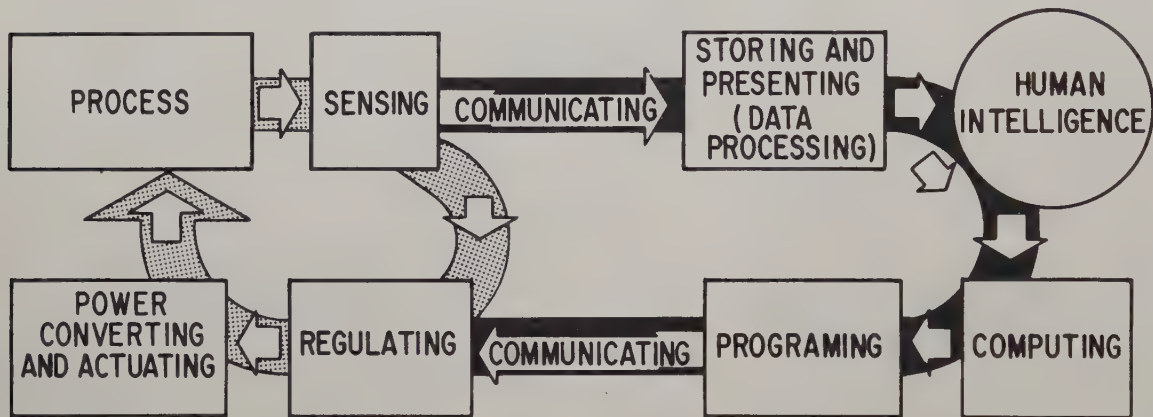 PROCESS
SENSING
COMMUNICATING
STORING AND
PRESENTING
(DATA
PROCESSING)
HUMAN
INTELLIGENCE
POWER
CONVERTING
AND ACTUATING
REGULATING
COMMUNICATING
PROGRAMING
COMPUTING